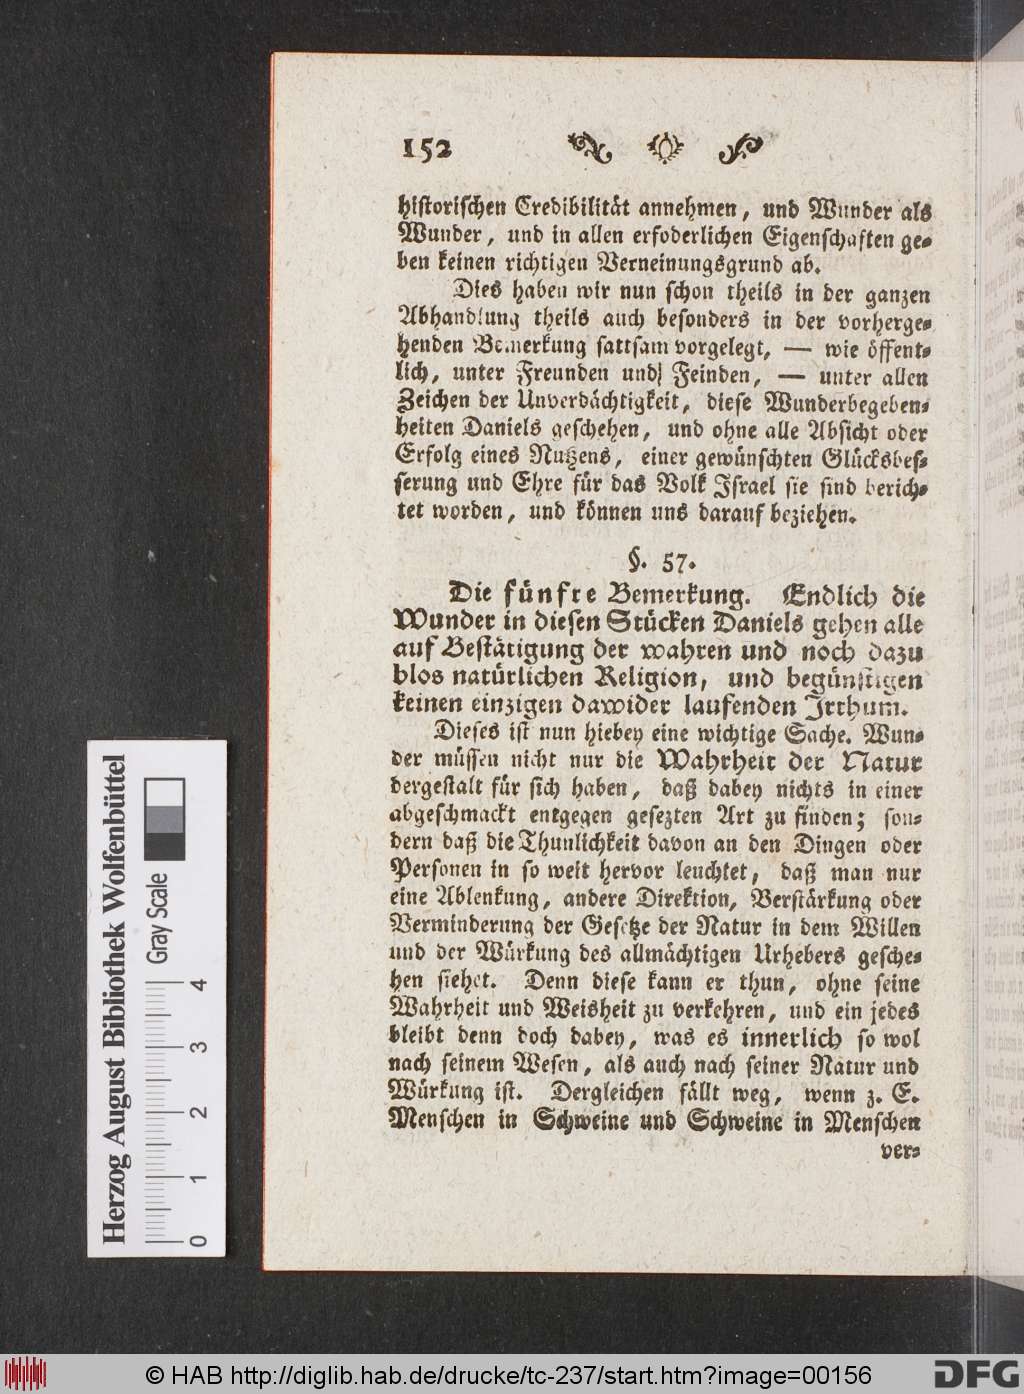 152
historischen Credibilität annehmen, und Wunder als
Wunder, und in allen erfoderlichen Eigenschaften ge-
ben keinen richtigen Verneinungsgrund ab.
Dies haben wir nun schon theils in der ganzen
Abhandlung theils auch besonders in der vorherge-
henden Bemerkung sattsam vorgelegt, — wie öffent-
lich, unter Freunden und Feinden, — unter allen
Zeichen der Unverdächtigkeit, diese Wunderbegeben-
heiten Daniels geschehen, und ohne alle Absicht oder
Erfolg eines Nutzens, einer gewünschten Glücksbes-
serung und Ehre für das Volk Israel sie sind berich-
tet worden, und können uns darauf beziehen.
§. 57.
Die fünfte Bemerkung. Endlich die
Wunder in diesen Stücken Daniels gehen alle
auf Bestätigung der wahren und noch dazu
blos natürlichen Religion, und begünstigen
keinen einzigen dawider laufenden Irrthum.
Dieses ist nun hiebey eine wichtige Sache. Wun-
der müssen nicht nur die Wahrheit der Natur
dergestalt für sich haben, daß dabey nichts in einer
abgeschmackt entgegen gesezten Art zu finden; son-
dern daß die Thunlichkeit davon an den Dingen oder
Personen in so weit hervor leuchtet, daß man nur
eine Ablenkung, andere Direktion, Verstärkung oder
Verminderung der Gesetze der Natur in dem Willen
und der Würkung des allmächtigen Urhebers gesche-
hen siehet. Denn diese kann er thun, ohne seine
Wahrheit und Weisheit zu verkehren, und ein jedes
bleibt denn doch dabey, was es innerlich so wol
nach seinem Wesen, als auch nach seiner Natur und
Würkung ist. Dergleichen fällt weg, wenn z. E.
Menschen in Schweine und Schweine in Menschen
ver-
Herzog August Bibliothek Wolfenbüttel
Gray Scale
0 1 2 3 4
© HAB http://diglib.hab.de/drucke/tc-237/start.htm?image=00156
DFG